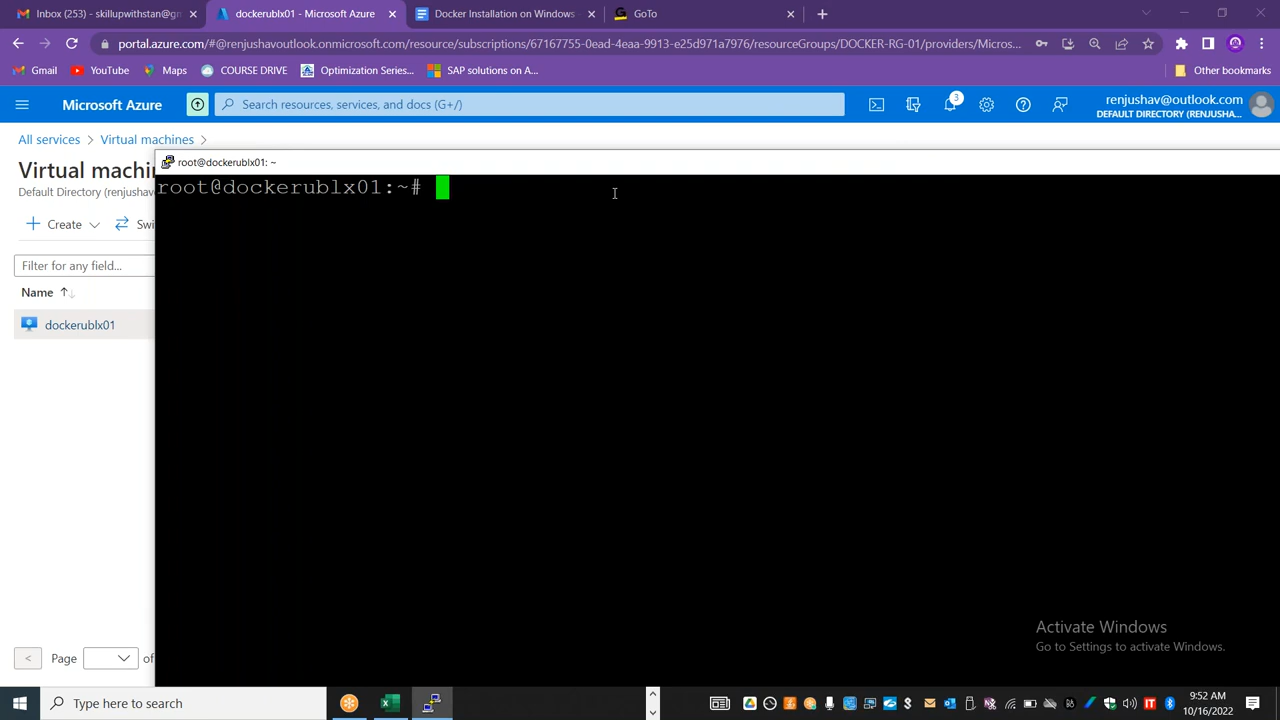 Inbox (253) - skillupwithstan@gr
dockerublx01 - Microsoft Azure
Docker Installation on Windows
GoTo
portal.azure.com/#@renjushavoutlook.onmicrosoft.com/resource/subscriptions/67167755-0ead-4eaa-9913-e25d971a7976/resourceGroups/DOCKER-RG-01/providers/Micros...
Gmail
YouTube
Maps
COURSE DRIVE
Optimization Series...
SAP solutions on A...
Other bookmarks
Microsoft Azure
Search resources, services, and docs (G+/)
3
renjushav@outlook.com
DEFAULT DIRECTORY (RENJUSHA...
All services > Virtual machines >
Virtual machi
Default Directory (renjushav
root@dockerublx01: ~
root@dockerublx01:~#
Create
Swi
Filter for any field...
Name
dockerublx01
Page
of
Activate Windows
Go to Settings to activate Windows.
Type here to search
9:52 AM
10/16/2022